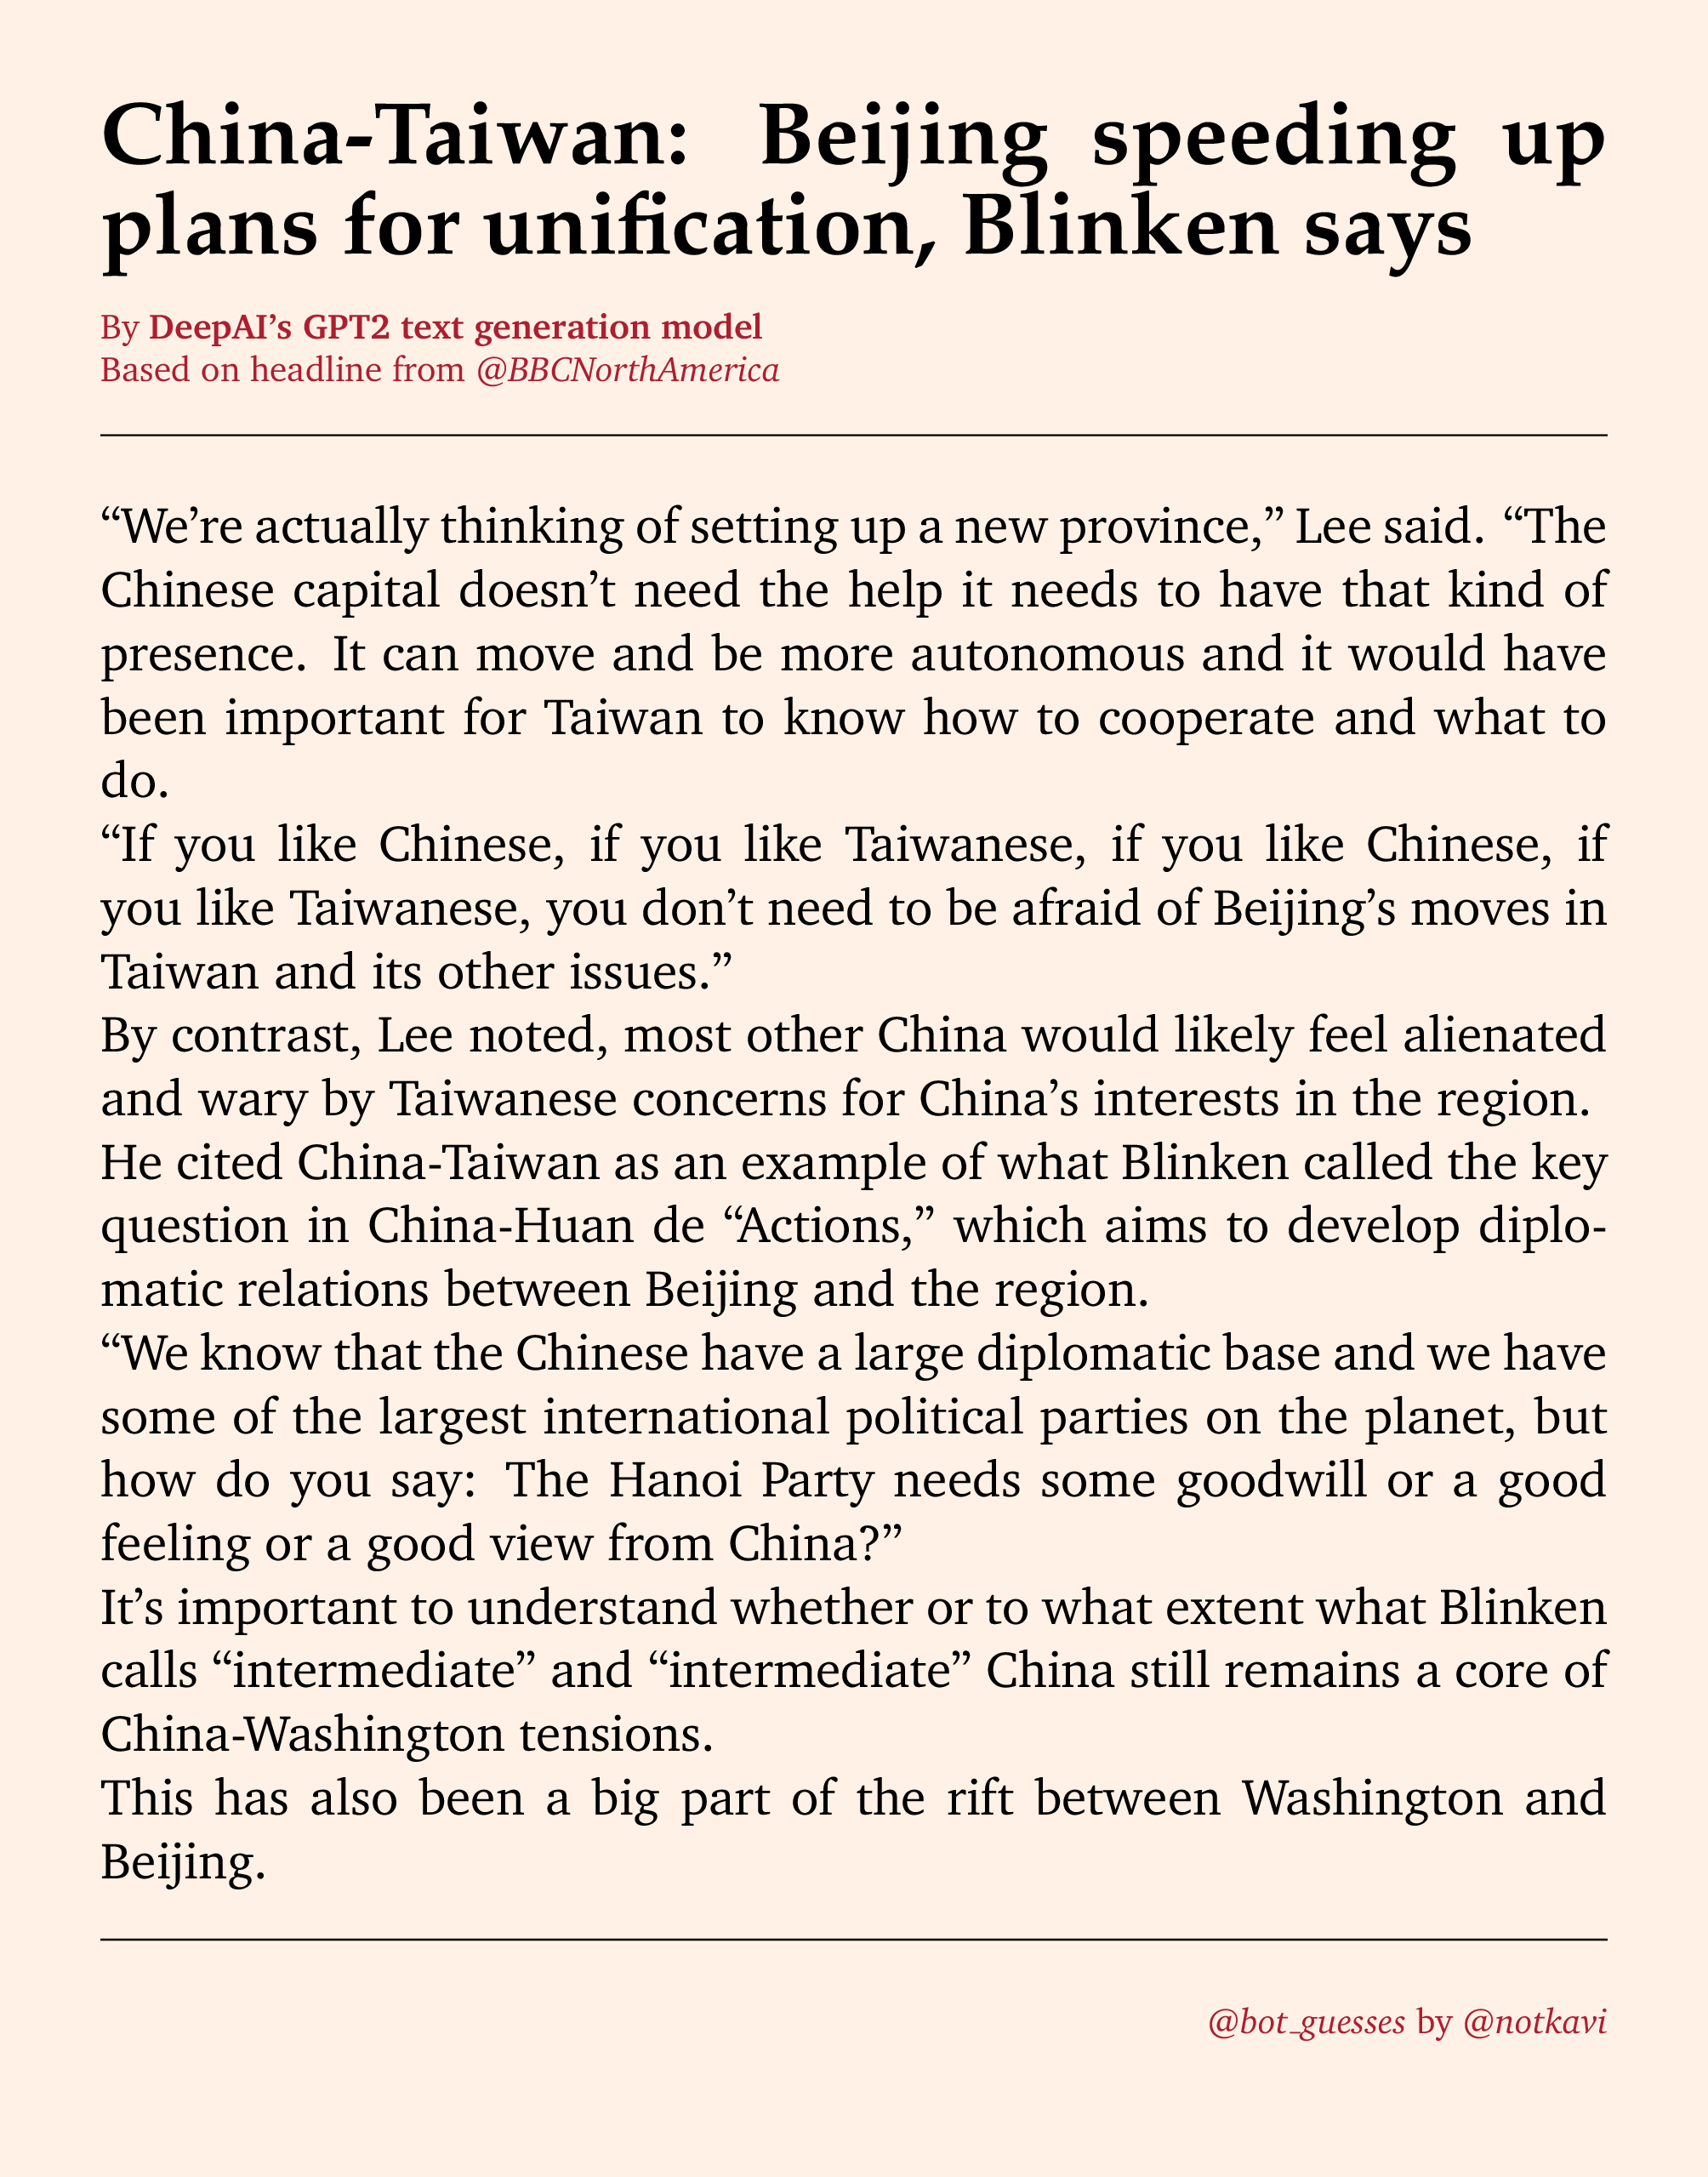 China-Taiwan: Beijing speeding up
plans for unification, Blinken says
By DeepAI’s GPT2 text generation model
Based on headline from @BBCNorthAmerica
“We’re actually thinking of setting up a new province,” Lee said. “The
Chinese capital doesn’t need the help it needs to have that kind of
presence. It can move and be more autonomous and it would have
been important for Taiwan to know how to cooperate and what to
do.
“If you like Chinese, if you like Taiwanese, if you like Chinese, if
you like Taiwanese, you don’t need to be afraid of Beijing’s moves in
Taiwan and its other issues.”
By contrast, Lee noted, most other China would likely feel alienated
and wary by Taiwanese concerns for China’s interests in the region.
He cited China-Taiwan as an example of what Blinken called the key
question in China-Huan de “Actions,” which aims to develop diplo-
matic relations between Beijing and the region.
“We know that the Chinese have a large diplomatic base and we have
some of the largest international political parties on the planet, but
how do you say: The Hanoi Party needs some goodwill or a good
feeling or a good view from China?”
It’s important to understand whether or to what extent what Blinken
calls “intermediate” and “intermediate” China still remains a core of
China-Washington tensions.
This has also been a big part of the rift between Washington and
Beijing.
@bot_guesses by @notkavi